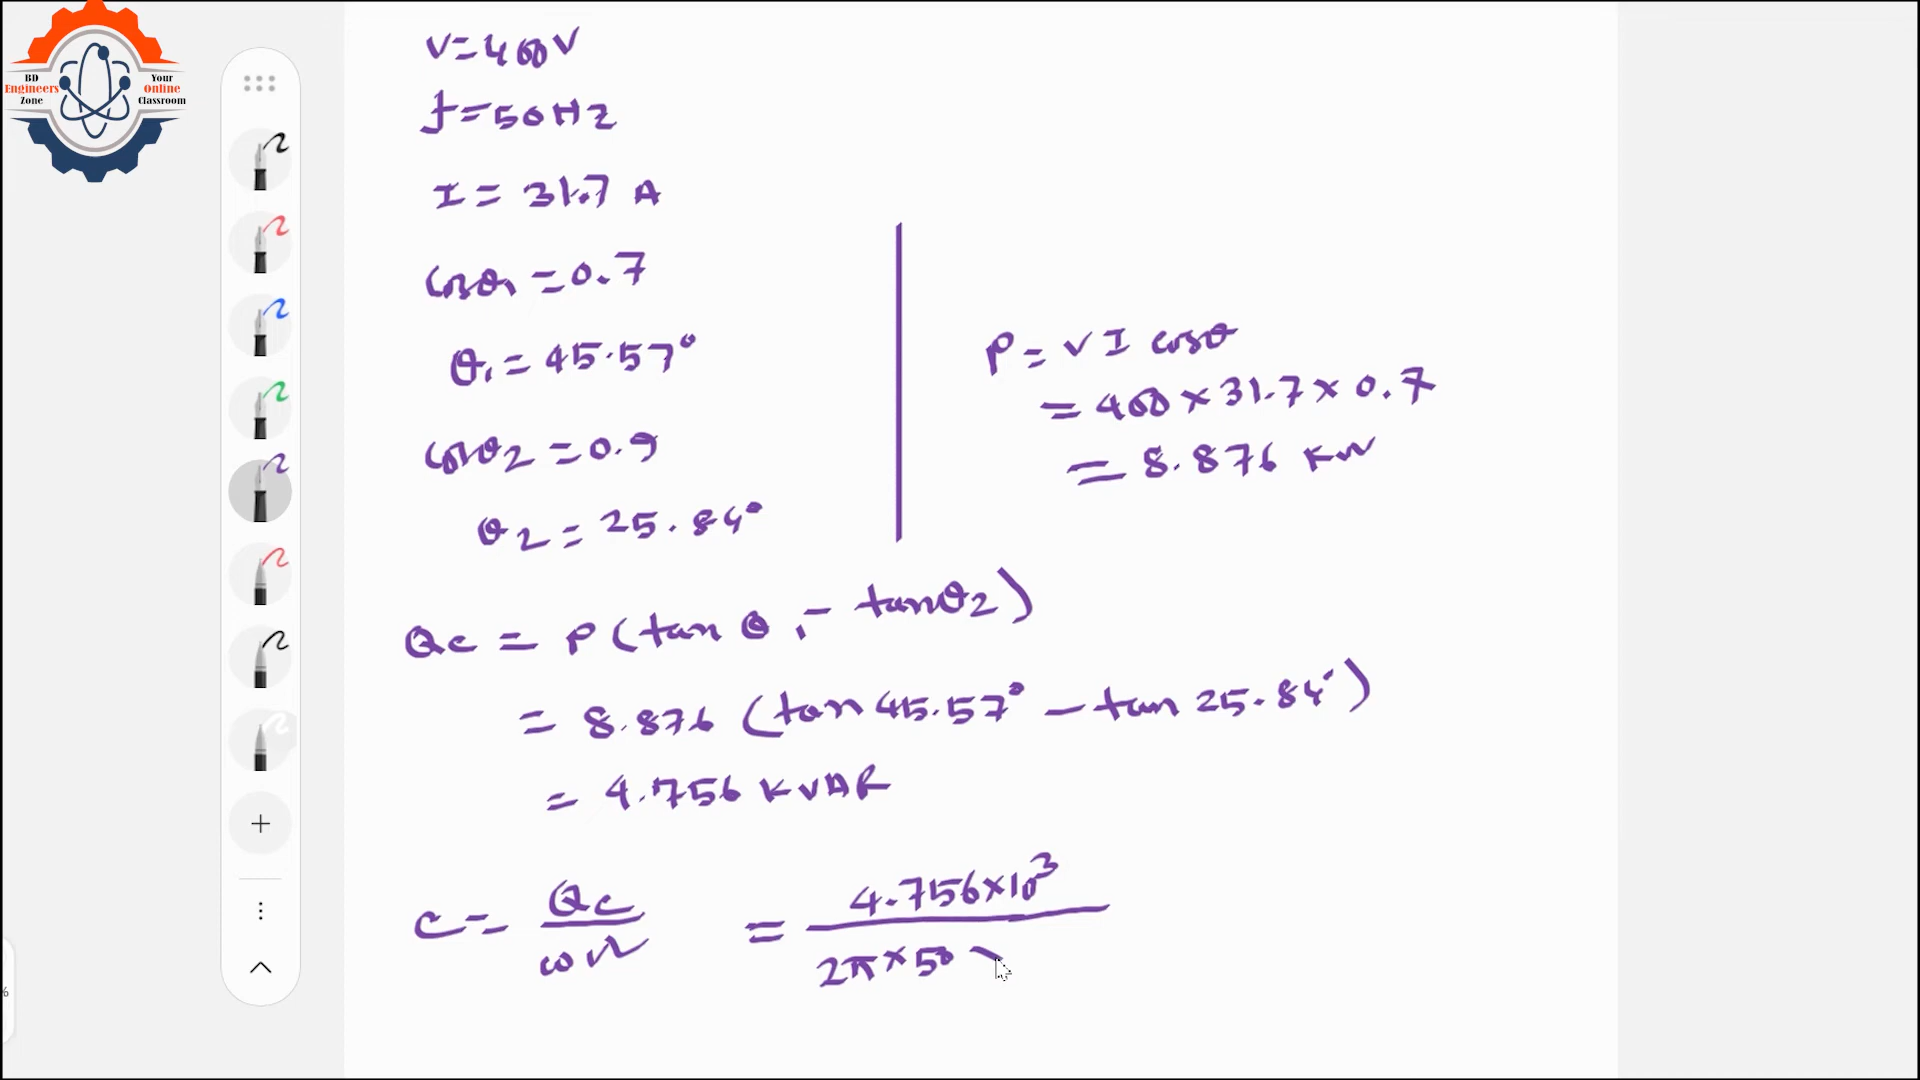 BD Engineers Zone
Your Online Classroom
V=400V
f=50Hz
I = 31.7 A
cosθ₁ = 0.7
θ₁ = 45.57°
cosθ₂ = 0.9
θ₂ = 25.84°
P = V I cosθ
= 400 × 31.7 × 0.7
= 8.876 KW
Qc = P (tan θ₁ - tanθ₂)
= 8.876 (tan 45.57° - tan 25.84°)
= 4.756 KVAR
C = Qc / ωV² = 4.756×10³ / 2π×50
%